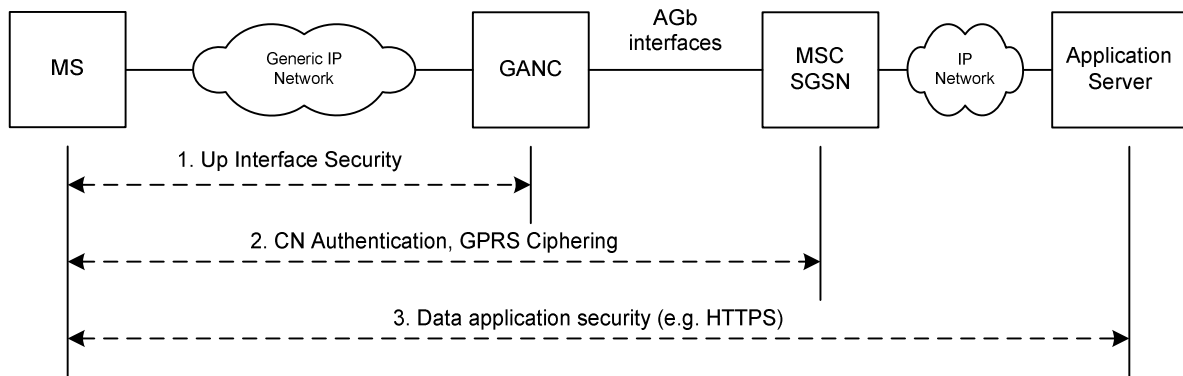 MS
Generic IP
Network
GANC
AGb
interfaces
MSC
SGSN
IP
Network
Application
Server
1. Up Interface Security
2. CN Authentication, GPRS Ciphering
3. Data application security (e.g. HTTPS)